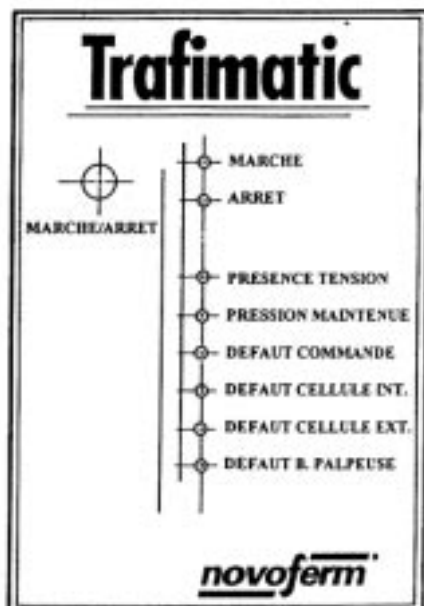 Trafimatic
MARCHE
ARRET
MARCHE/ARRET
PRESENCE TENSION
PRESSION MAINTENUE
DEFAUT COMMANDE
DEFAUT CELLULE INT.
DEFAUT CELLULE EXT.
DEFAUT B. PALPEUSE
novoferm